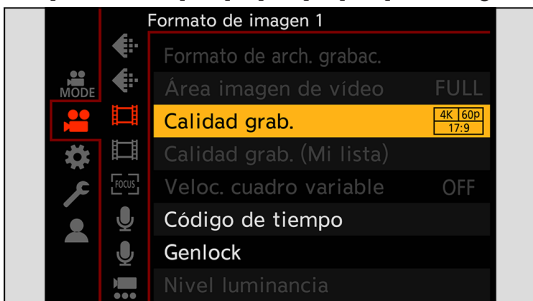 Formato de imagen 1
Formato de arch. grabac.
MODE
Área imagen de vídeo FULL
Calidad grab. 4K 60p 17:9
Calidad grab. (Mi lista)
FOCUS
Veloc. cuadro variable OFF
Código de tiempo
Genlock
Nivel luminancia